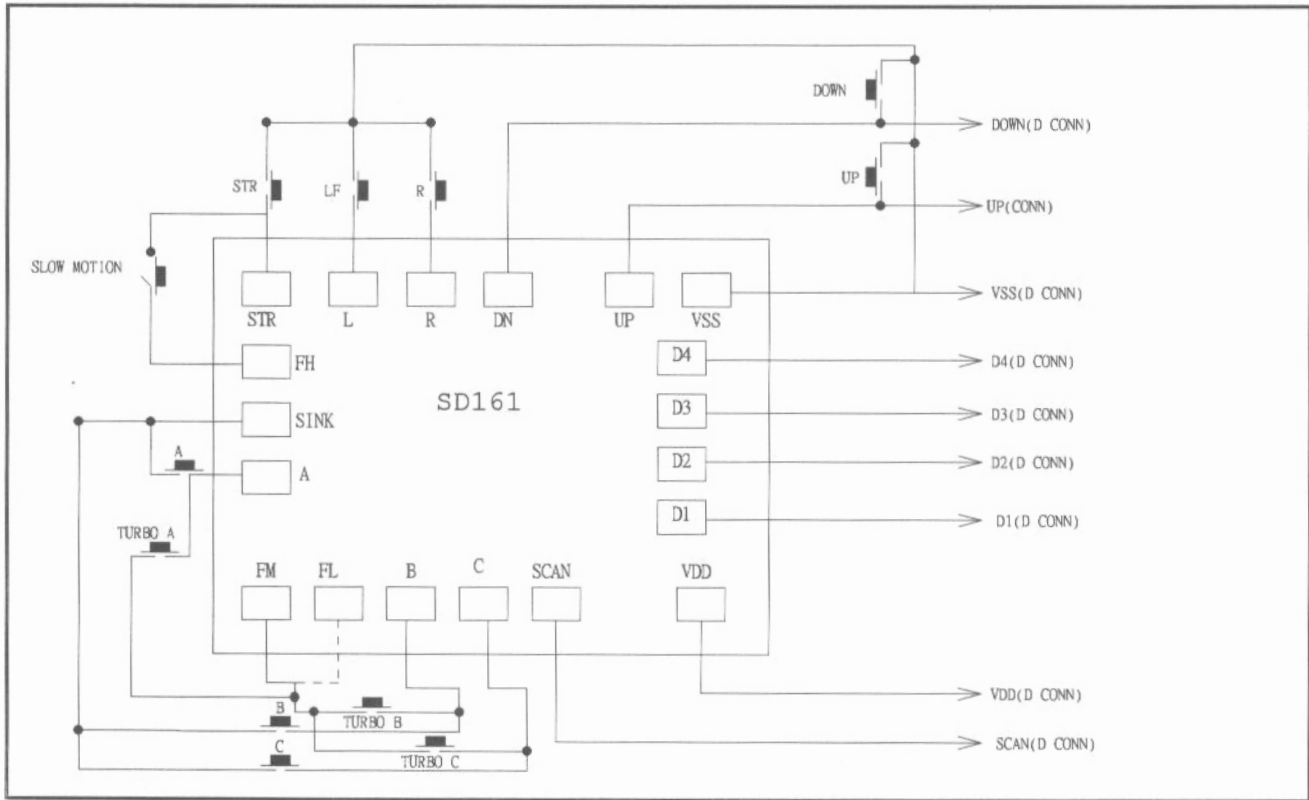 DOWN
DOWN(D CONN)
STR
LF
R
UP
UP(CONN)
SLOW MOTION
VSS(D CONN)
STR
L
R
DN
UP
VSS
FH
D4
D4(D CONN)
SD161
SINK
D3
D3(D CONN)
A
A
D2
D2(D CONN)
TURBO A
D1
D1(D CONN)
FM
FL
B
C
SCAN
VDD
VDD(D CONN)
B
TURBO B
SCAN(D CONN)
C
TURBO C